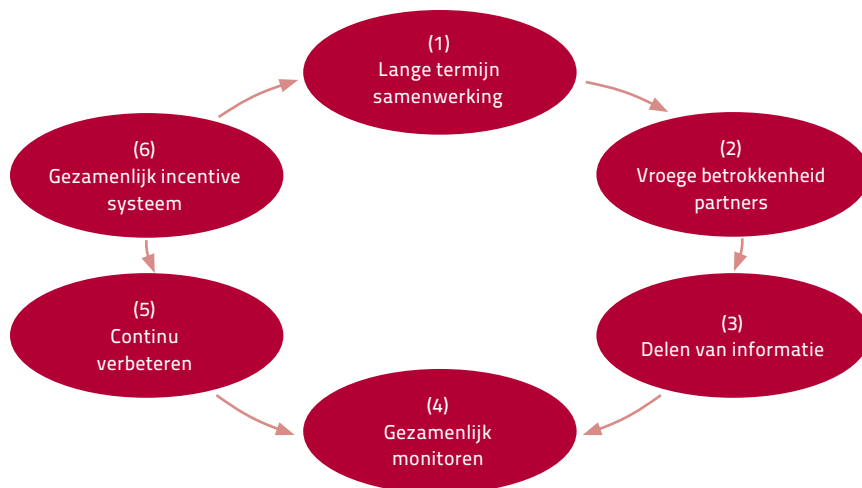 (1)
Lange termijn
samenwerking
(2)
Vroege betrokkenheid
partners
(3)
Delen van informatie
(4)
Gezamenlijk
monitoren
(5)
Continu
verbeteren
(6)
Gezamenlijk incentive
systeem